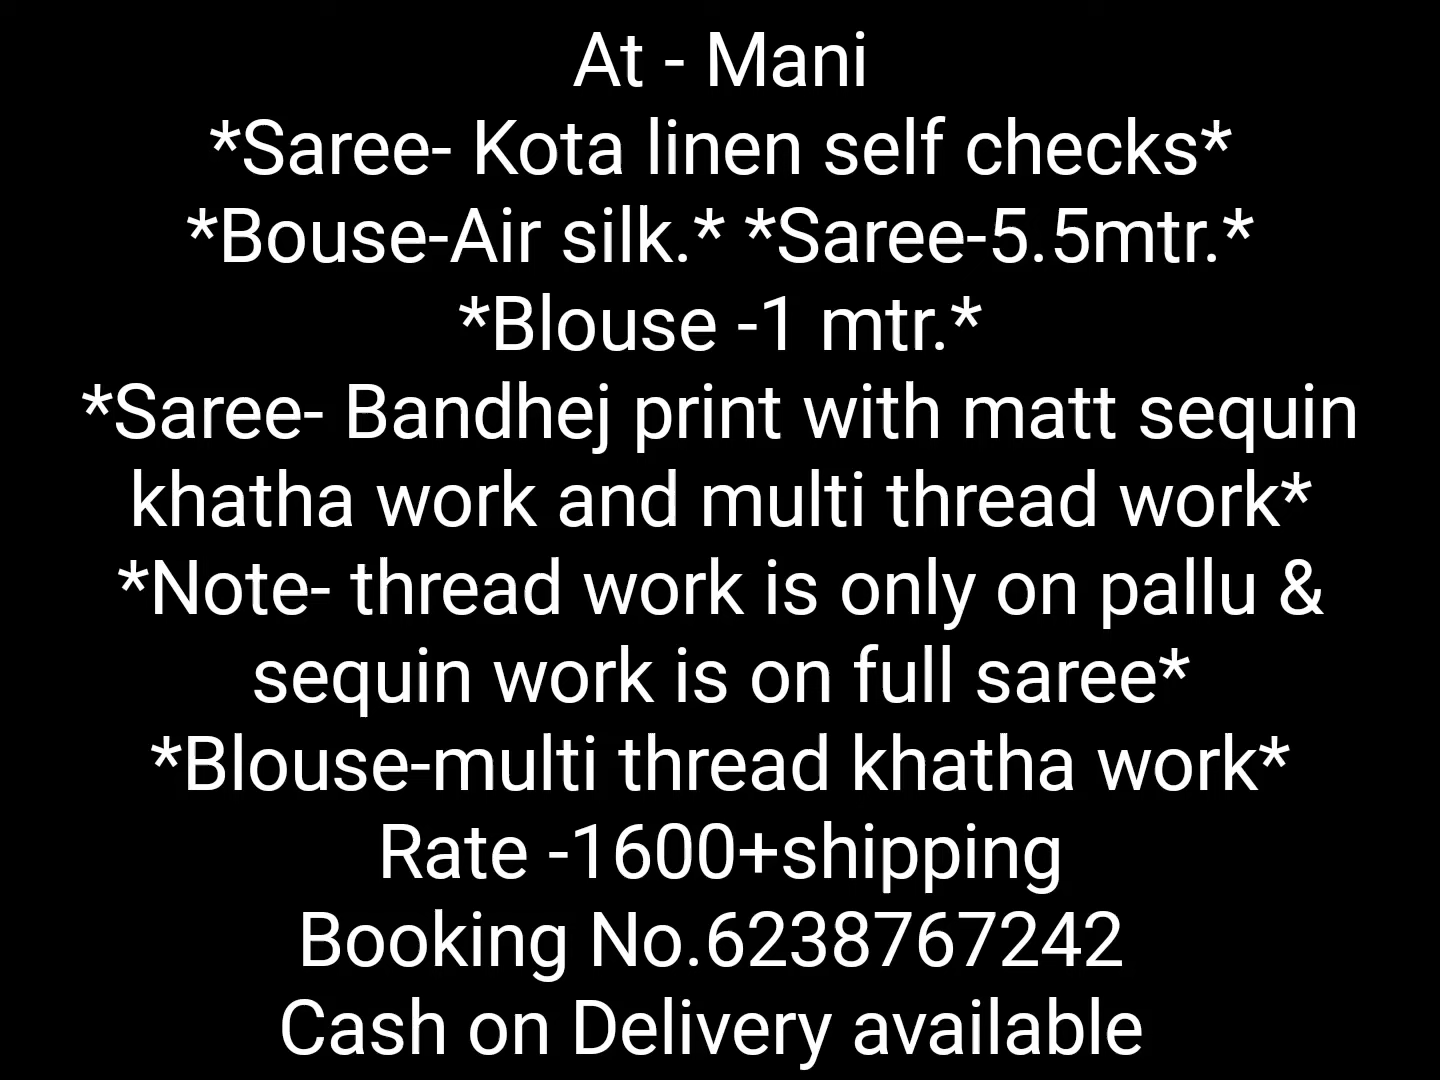 At - Mani
*Saree- Kota linen self checks*
*Bouse-Air silk.* *Saree-5.5mtr.*
*Blouse -1 mtr.*
*Saree- Bandhej print with matt sequin
khatha work and multi thread work*
*Note- thread work is only on pallu &
sequin work is on full saree*
*Blouse-multi thread khatha work*
Rate -1600+shipping
Booking No.6238767242
Cash on Delivery available